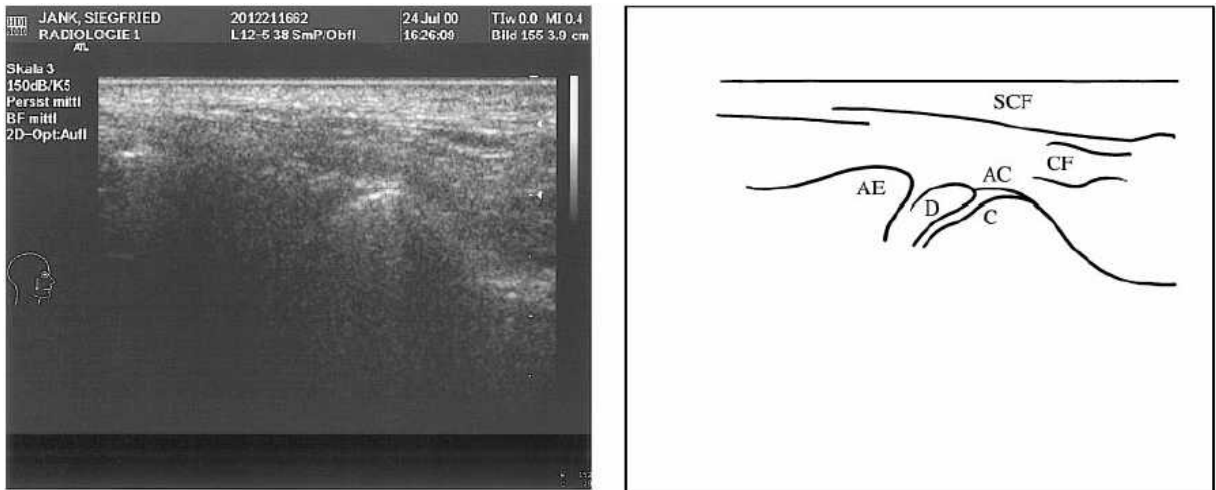 JANK, SIEGFRIED 2012211662 24 Jul 00 TIw 0.0 MI 0.4
RADIOLOGIE 1 L12-5 38 SmP/Obfl 16:26:09 Bild 155 3.9 cm
ATL
Skala 3
150dB/K5
Persist mittl
BF mittl
2D-Opt:Aufl
SCF
CF
AE
AC
D
C